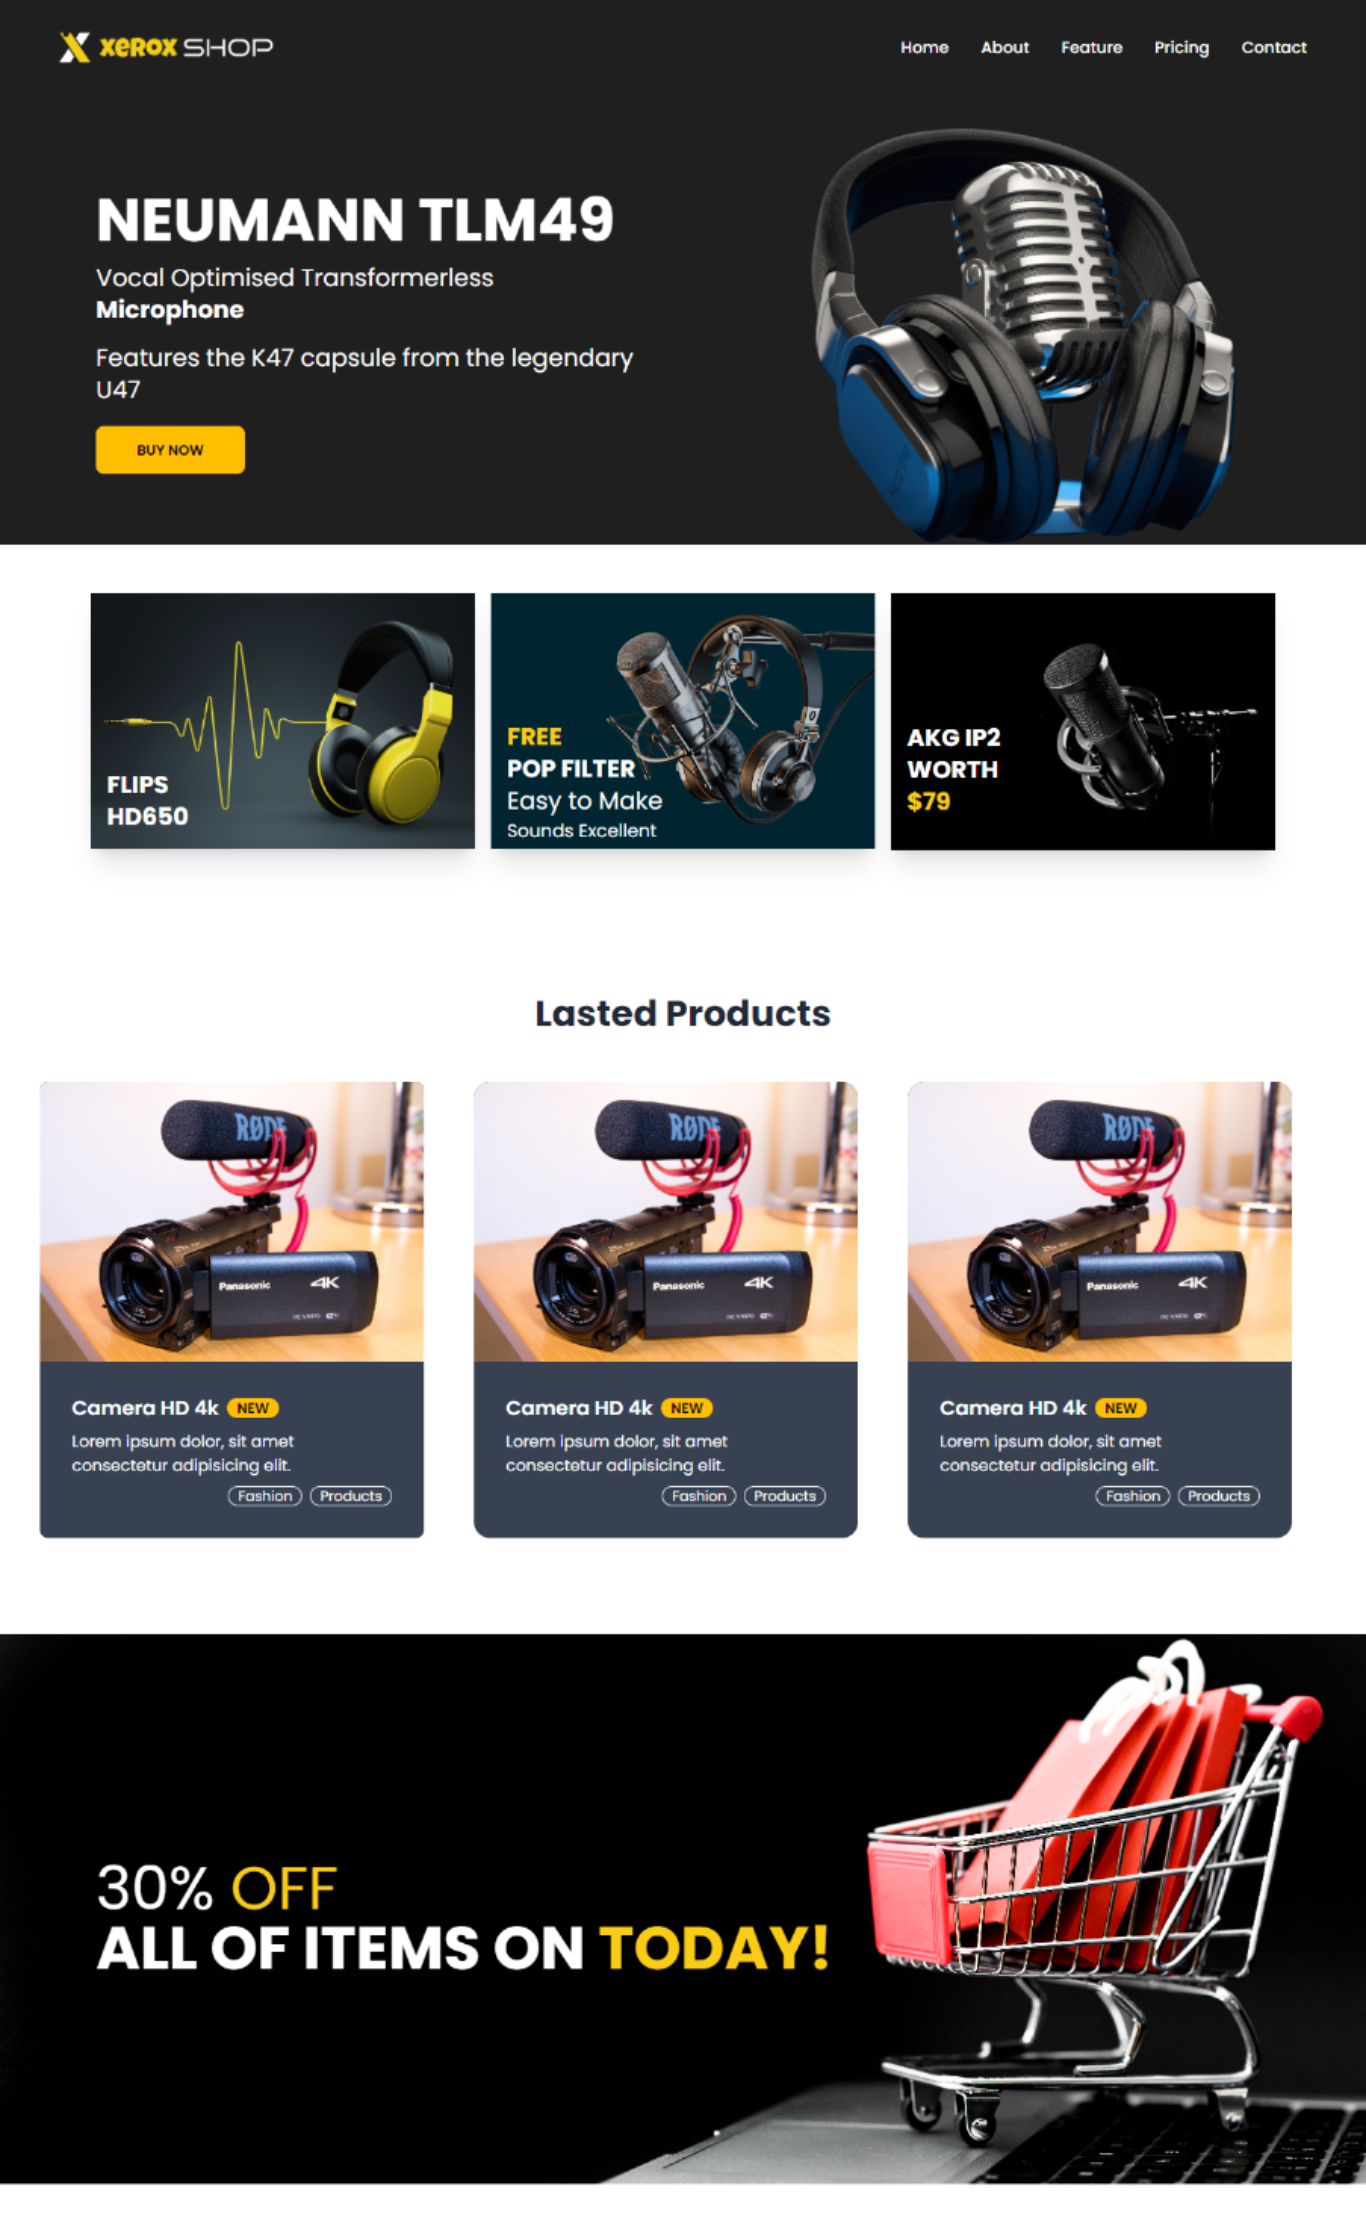 XEROX SHOP
Home About Feature Pricing Contact
NEUMANN TLM49
Vocal Optimised Transformerless
Microphone
Features the K47 capsule from the legendary
U47
BUY NOW
FLIPS
HD650
FREE
POP FILTER
Easy to Make
Sounds Excellent
AKG IP2
WORTH
$79
Lasted Products
RØDE
Panasonic 4K
Camera HD 4k NEW
Lorem ipsum dolor, sit amet
consectetur adipisicing elit.
Fashion Products
RØDE
Panasonic 4K
Camera HD 4k NEW
Lorem ipsum dolor, sit amet
consectetur adipisicing elit.
Fashion Products
RØDE
Panasonic 4K
Camera HD 4k NEW
Lorem ipsum dolor, sit amet
consectetur adipisicing elit.
Fashion Products
30% OFF
ALL OF ITEMS ON TODAY!